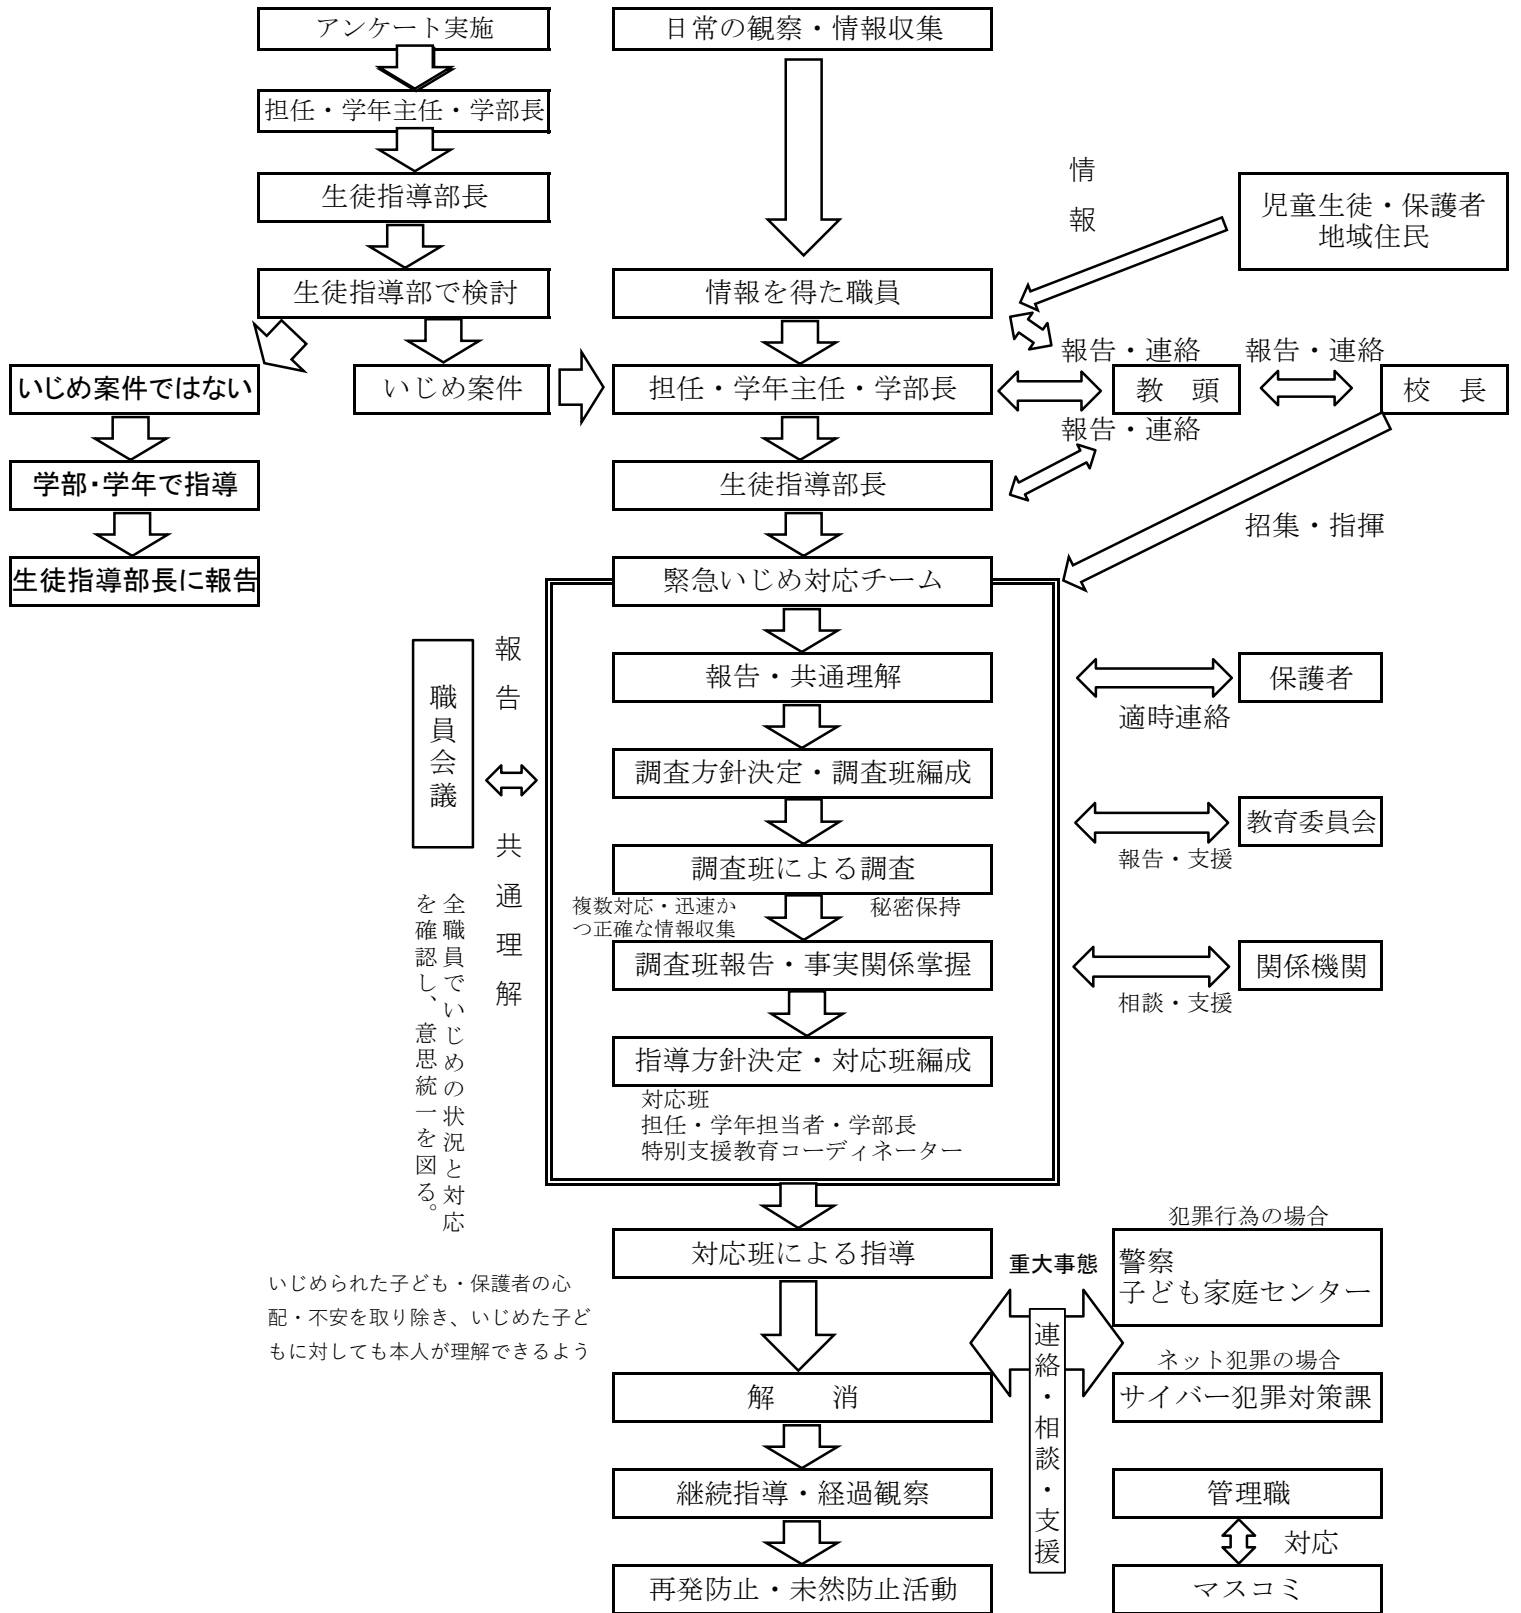 アンケート実施
日常の観察・情報収集
担任・学年主任・学部長
生徒指導部長
情報
児童生徒・保護者
地域住民
生徒指導部で検討
情報を得た職員
報告・連絡
報告・連絡
いじめ案件ではない
いじめ案件
担任・学年主任・学部長
教　頭
校　長
報告・連絡
学部・学年で指導
生徒指導部長
招集・指揮
生徒指導部長に報告
緊急いじめ対応チーム
職員会議
報告　共通理解
全職員でいじめの状況と対応
を確認し、意思統一を図る。
報告・共通理解
保護者
適時連絡
調査方針決定・調査班編成
教育委員会
報告・支援
調査班による調査
複数対応・迅速か
つ正確な情報収集
秘密保持
調査班報告・事実関係掌握
関係機関
相談・支援
指導方針決定・対応班編成
対応班
担任・学年担当者・学部長
特別支援教育コーディネーター
対応班による指導
重大事態
犯罪行為の場合
警察
子ども家庭センター
いじめられた子ども・保護者の心
配・不安を取り除き、いじめた子ど
もに対しても本人が理解できるよう
連絡・相談・支援
ネット犯罪の場合
サイバー犯罪対策課
解　　消
継続指導・経過観察
管理職
対応
再発防止・未然防止活動
マスコミ